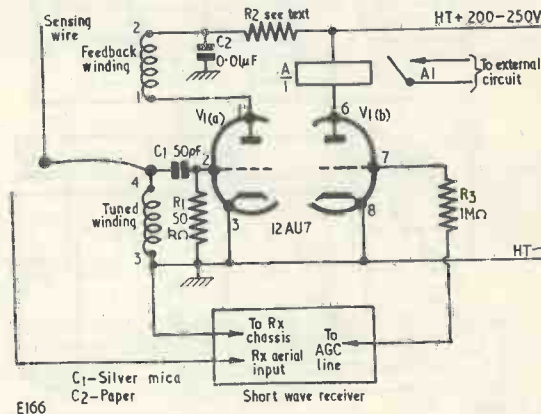 Sensing
wire
2
Feedback
winding
1
C2
0·01μF
R2 see text
HT+ 200-250V
A
1
A1
To external
circuit
1
V1(a)
6
V1(b)
C1 50pF
2
7
4
Tuned
winding
3
R1
50
kΩ
3
12AU7
8
R3
1MΩ
HT-
To Rx
chassis
Rx aerial
input
To
AGC
line
C1-Silver mica
C2-Paper
Short wave receiver
E166